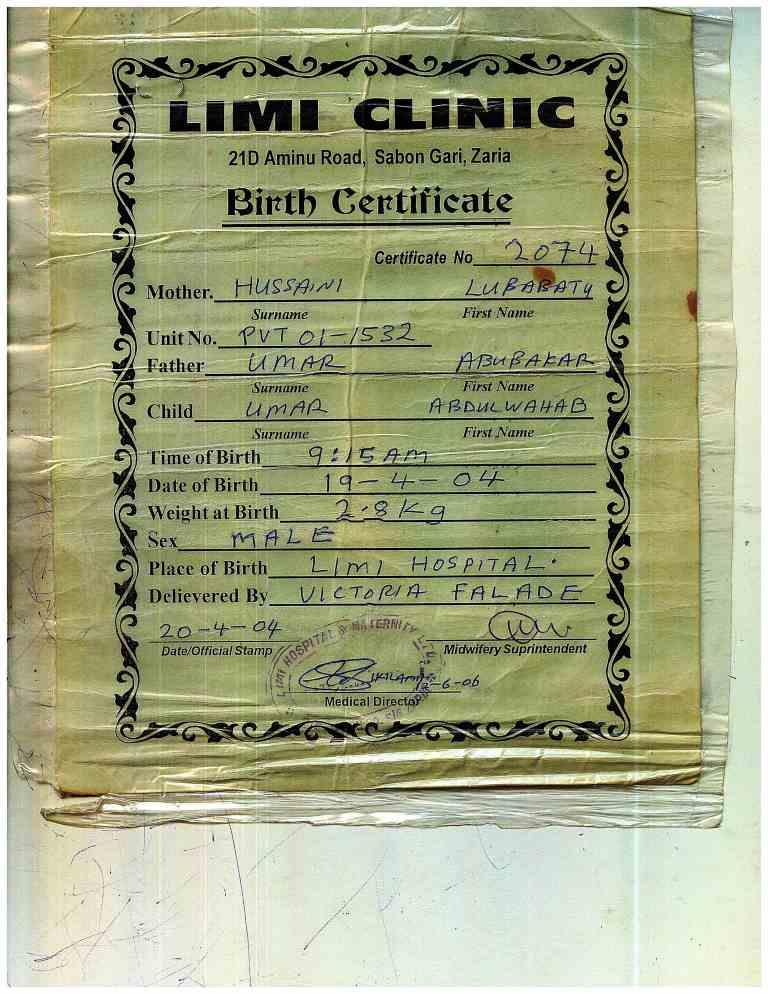 LIMI CLINIC
21D Aminu Road, Sabon Gari, Zaria
Birth Certificate
Certificate No 2074
Mother. HUSSAINI LUBABATU
Surname First Name
Unit No. PVT 01-1532
Father UMAR ABUBAKAR
Surname First Name
Child UMAR ABDULWAHAB
Surname First Name
Time of Birth 9:15 AM
Date of Birth 19-4-04
Weight at Birth 2.8Kg
Sex MALE
Place of Birth LIMI HOSPITAL.
Delievered By VICTORIA FALADE
20-4-04
Date/Official Stamp Midwifery Suprintendent
LIMI HOSPITAL & MATERNITY LTD.
-6-06
Medical Director